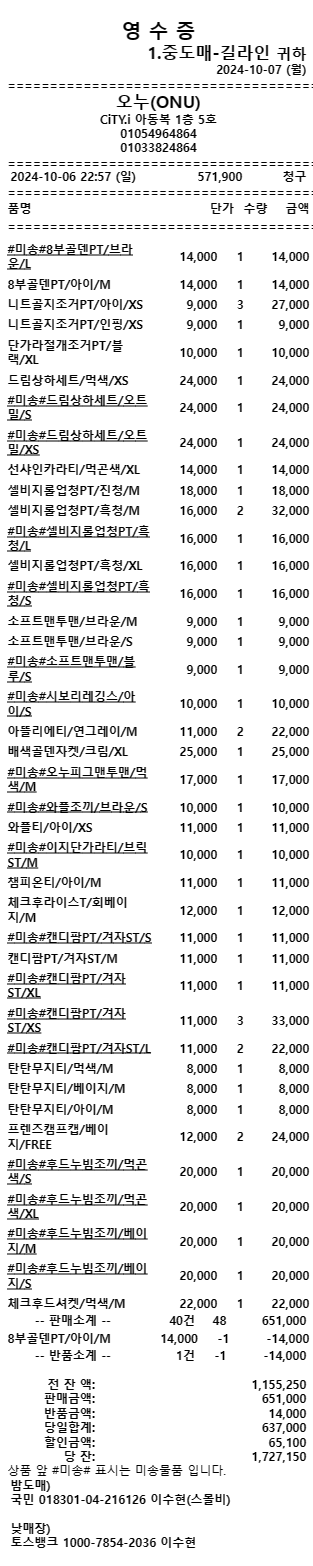 영 수 증
1.중도매-길라인 귀하
2024-10-07 (월)
오누(ONU)
CiTY.i 아동복 1층 5호
01054964864
01033824864
2024-10-06 22:57 (일) 571,900 청구
품명 단가 수량 금액
#미송#8부골덴PT/브라
운/L 14,000 1 14,000
8부골덴PT/아이/M 14,000 1 14,000
니트골지조거PT/아이/XS 9,000 3 27,000
니트골지조거PT/인핑/XS 9,000 1 9,000
단가라절개조거PT/블
랙/XL 10,000 1 10,000
드림상하세트/먹색/XS 24,000 1 24,000
#미송#드림상하세트/오트
밀/S 24,000 1 24,000
#미송#드림상하세트/오트
밀/XS 24,000 1 24,000
선샤인카라티/먹곤색/XL 14,000 1 14,000
셀비지롤업청PT/진청/M 18,000 1 18,000
셀비지롤업청PT/흑청/M 16,000 2 32,000
#미송#셀비지롤업청PT/흑
청/L 16,000 1 16,000
셀비지롤업청PT/흑청/XL 16,000 1 16,000
#미송#셀비지롤업청PT/흑
청/S 16,000 1 16,000
소프트맨투맨/브라운/M 9,000 1 9,000
소프트맨투맨/브라운/S 9,000 1 9,000
#미송#소프트맨투맨/블
루/S 9,000 1 9,000
#미송#시보리레깅스/아
이/S 10,000 1 10,000
아뜰리에티/연그레이/M 11,000 2 22,000
배색골덴자켓/크림/XL 25,000 1 25,000
#미송#오누피그맨투맨/먹
색/M 17,000 1 17,000
#미송#와플조끼/브라운/S 10,000 1 10,000
와플티/아이/XS 11,000 1 11,000
#미송#이지단가라티/브릭
ST/M 10,000 1 10,000
챔피온티/아이/M 11,000 1 11,000
체크후라이스T/회베이
지/M 12,000 1 12,000
#미송#캔디팜PT/겨자ST/S 11,000 1 11,000
캔디팜PT/겨자ST/M 11,000 1 11,000
#미송#캔디팜PT/겨자
ST/XL 11,000 1 11,000
#미송#캔디팜PT/겨자
ST/XS 11,000 3 33,000
#미송#캔디팜PT/겨자ST/L 11,000 2 22,000
탄탄무지티/먹색/M 8,000 1 8,000
탄탄무지티/베이지/M 8,000 1 8,000
탄탄무지티/아이/M 8,000 1 8,000
프렌즈캠프캡/베이
지/FREE 12,000 2 24,000
#미송#후드누빔조끼/먹곤
색/S 20,000 1 20,000
#미송#후드누빔조끼/먹곤
색/XL 20,000 1 20,000
#미송#후드누빔조끼/베이
지/M 20,000 1 20,000
#미송#후드누빔조끼/베이
지/S 20,000 1 20,000
체크후드셔켓/먹색/M 22,000 1 22,000
-- 판매소계 -- 40건 48 651,000
8부골덴PT/아이/M 14,000 -1 -14,000
-- 반품소계 -- 1건 -1 -14,000
전 잔 액: 1,155,250
판매금액: 651,000
반품금액: 14,000
당일합계: 637,000
할인금액: 65,100
당 잔: 1,727,150
상품 앞 #미송# 표시는 미송물품 입니다.
밤도매)
국민 018301-04-216126 이수현(스몰비)
낮매장)
토스뱅크 1000-7854-2036 이수현